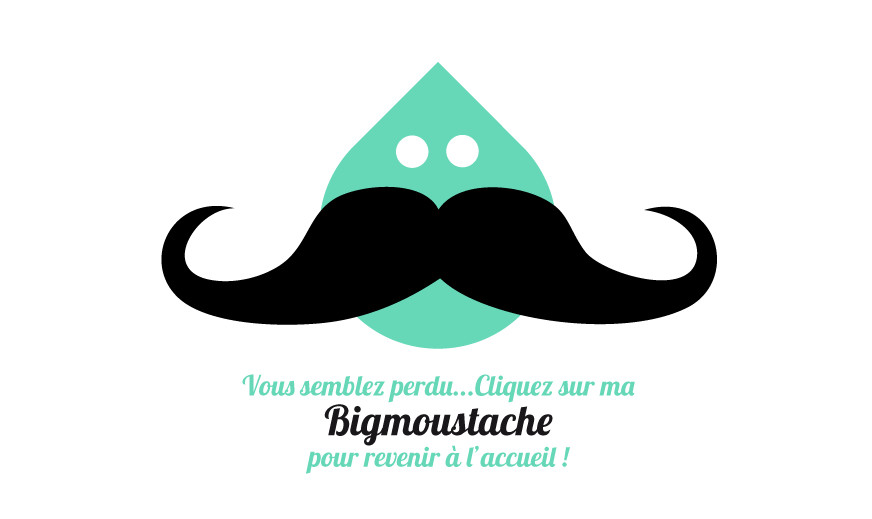 Vous semblez perdu...Cliquez sur ma
Bigmoustache
pour revenir à l'accueil !